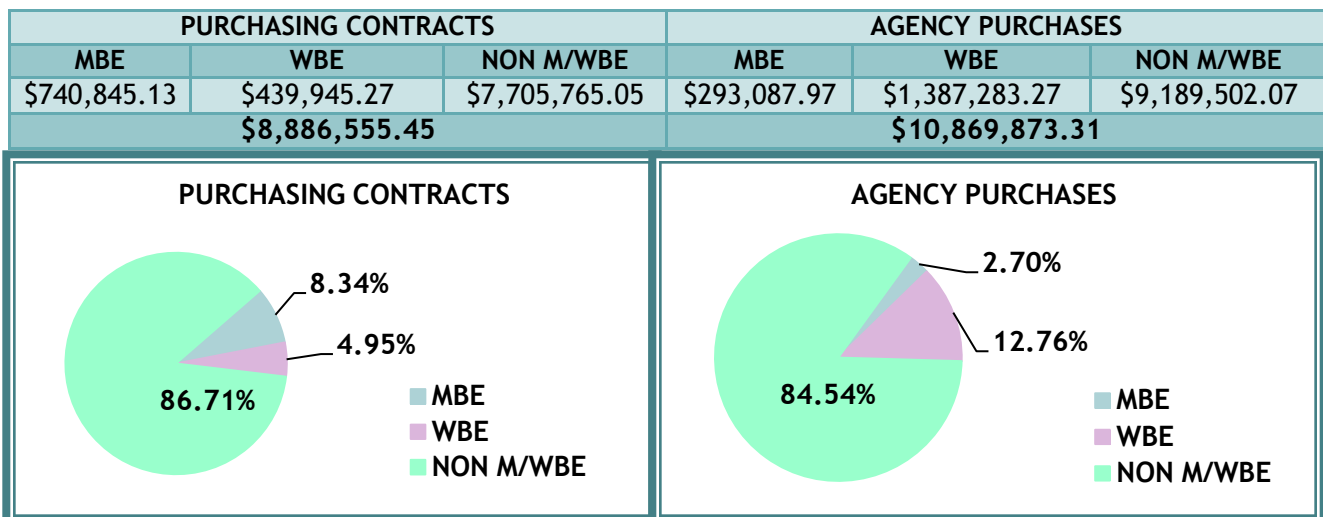 PURCHASING CONTRACTS AGENCY PURCHASES
MBE WBE NON M/WBE MBE WBE NON M/WBE
$740,845.13 $439,945.27 $7,705,765.05 $293,087.97 $1,387,283.27 $9,189,502.07
$8,886,555.45 $10,869,873.31
PURCHASING CONTRACTS
8.34%
4.95%
86.71%
MBE
WBE
NON M/WBE
AGENCY PURCHASES
2.70%
12.76%
84.54%
MBE
WBE
NON M/WBE